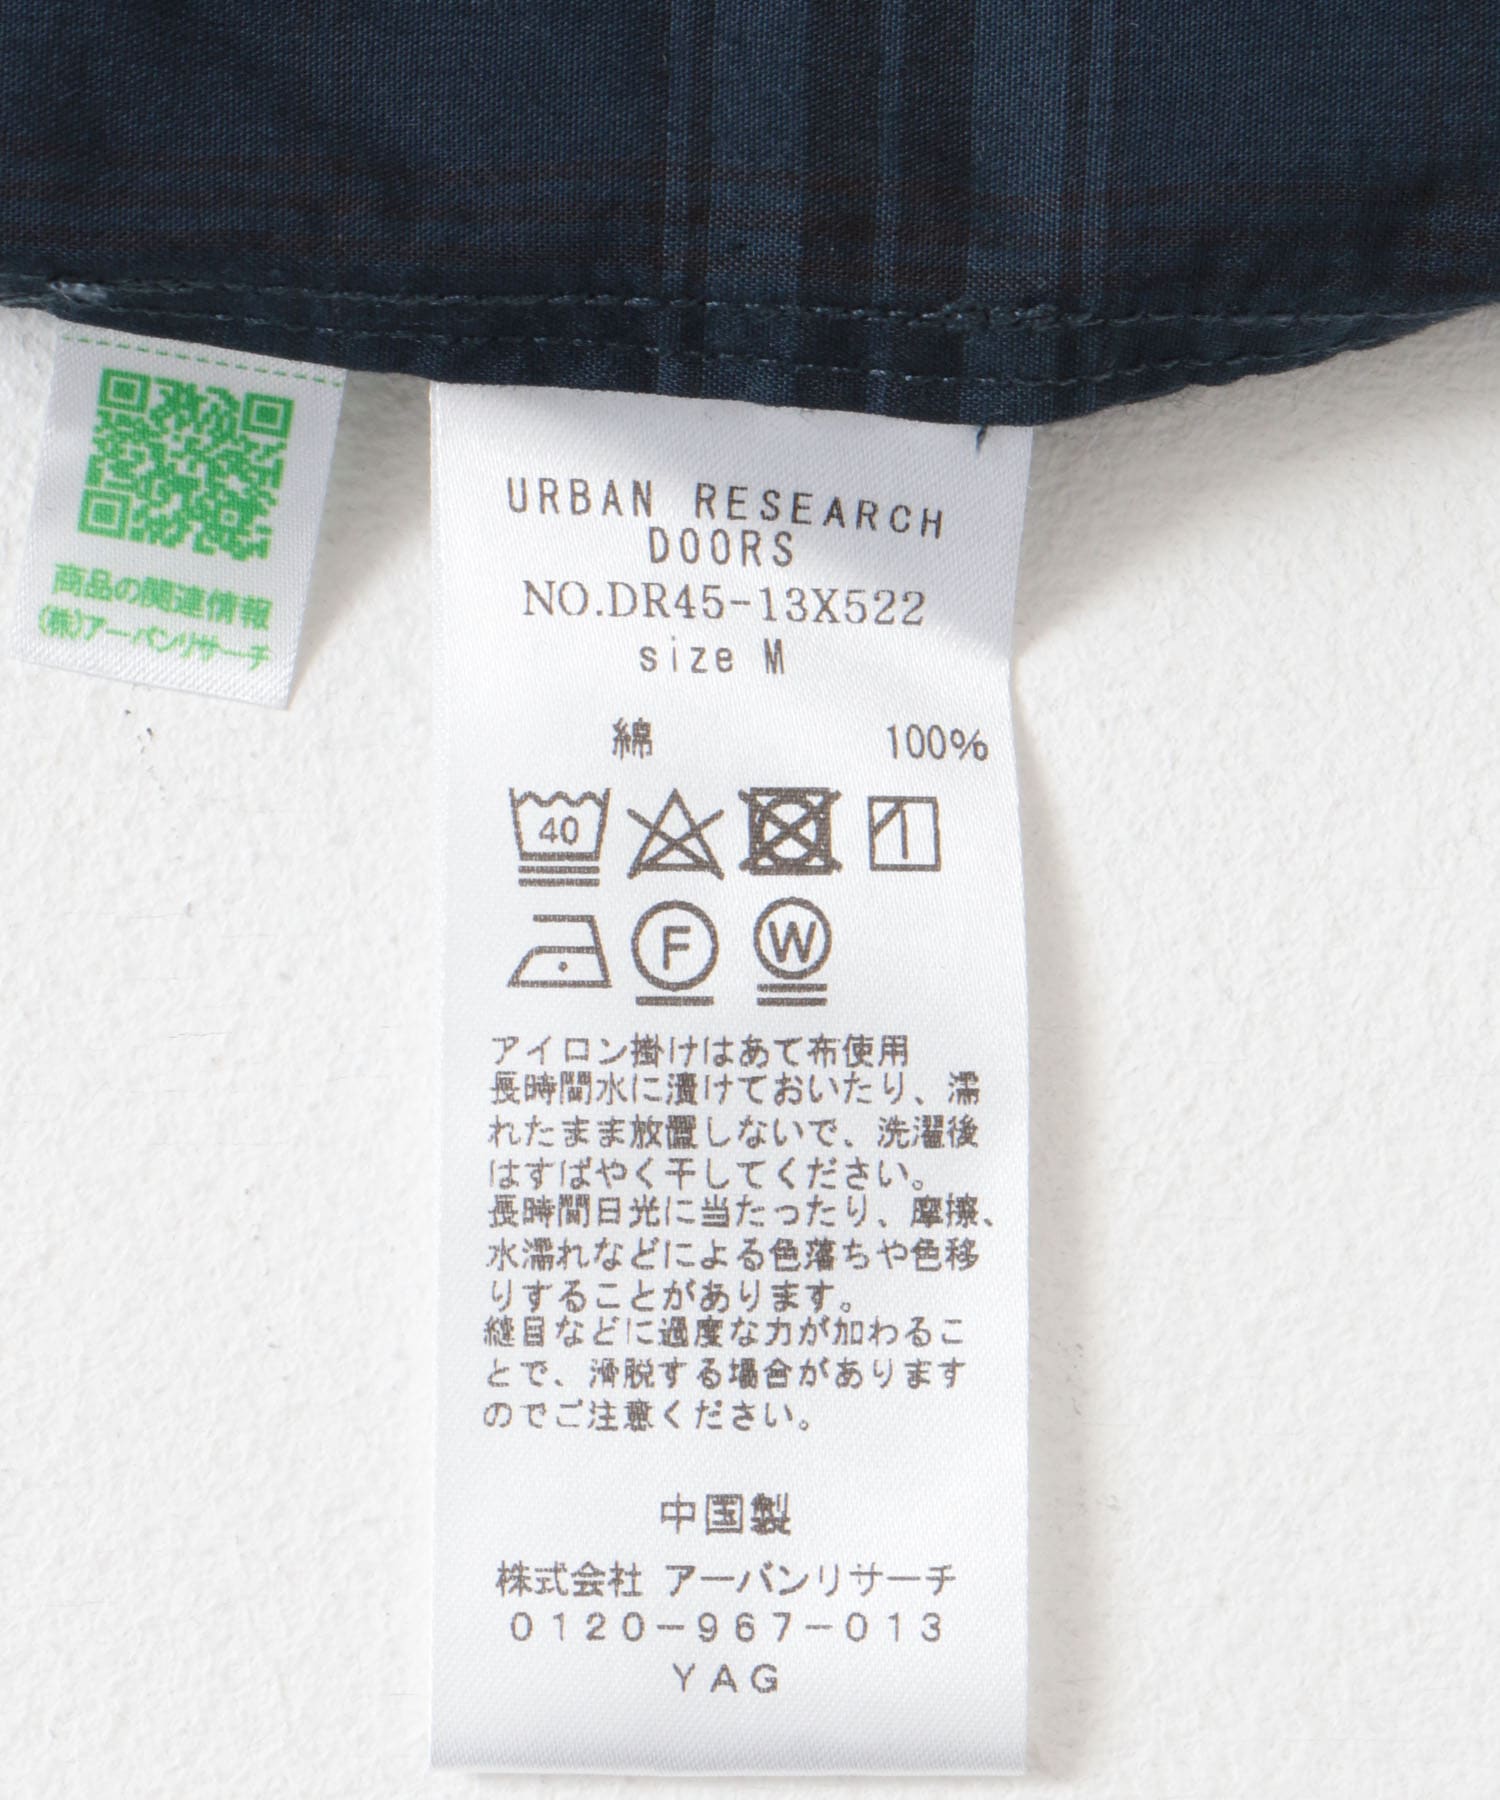 商品の関連情報
(株)アーバンリサーチ
URBAN RESEARCH
DOORS
NO.DR45-13X522
size M
綿 100%
40
F
W
アイロン掛けはあて布使用
長時間水に漬けておいたり、濡
れたまま放置しないで、洗濯後
はすばやく干してください。
長時間日光に当たったり、摩擦、
水濡れなどによる色落ちや色移
りすることがあります。
縫目などに過度な力が加わるこ
とで、滑脱する場合があります
のでご注意ください。
中国製
株式会社 アーバンリサーチ
0120-967-013
YAG